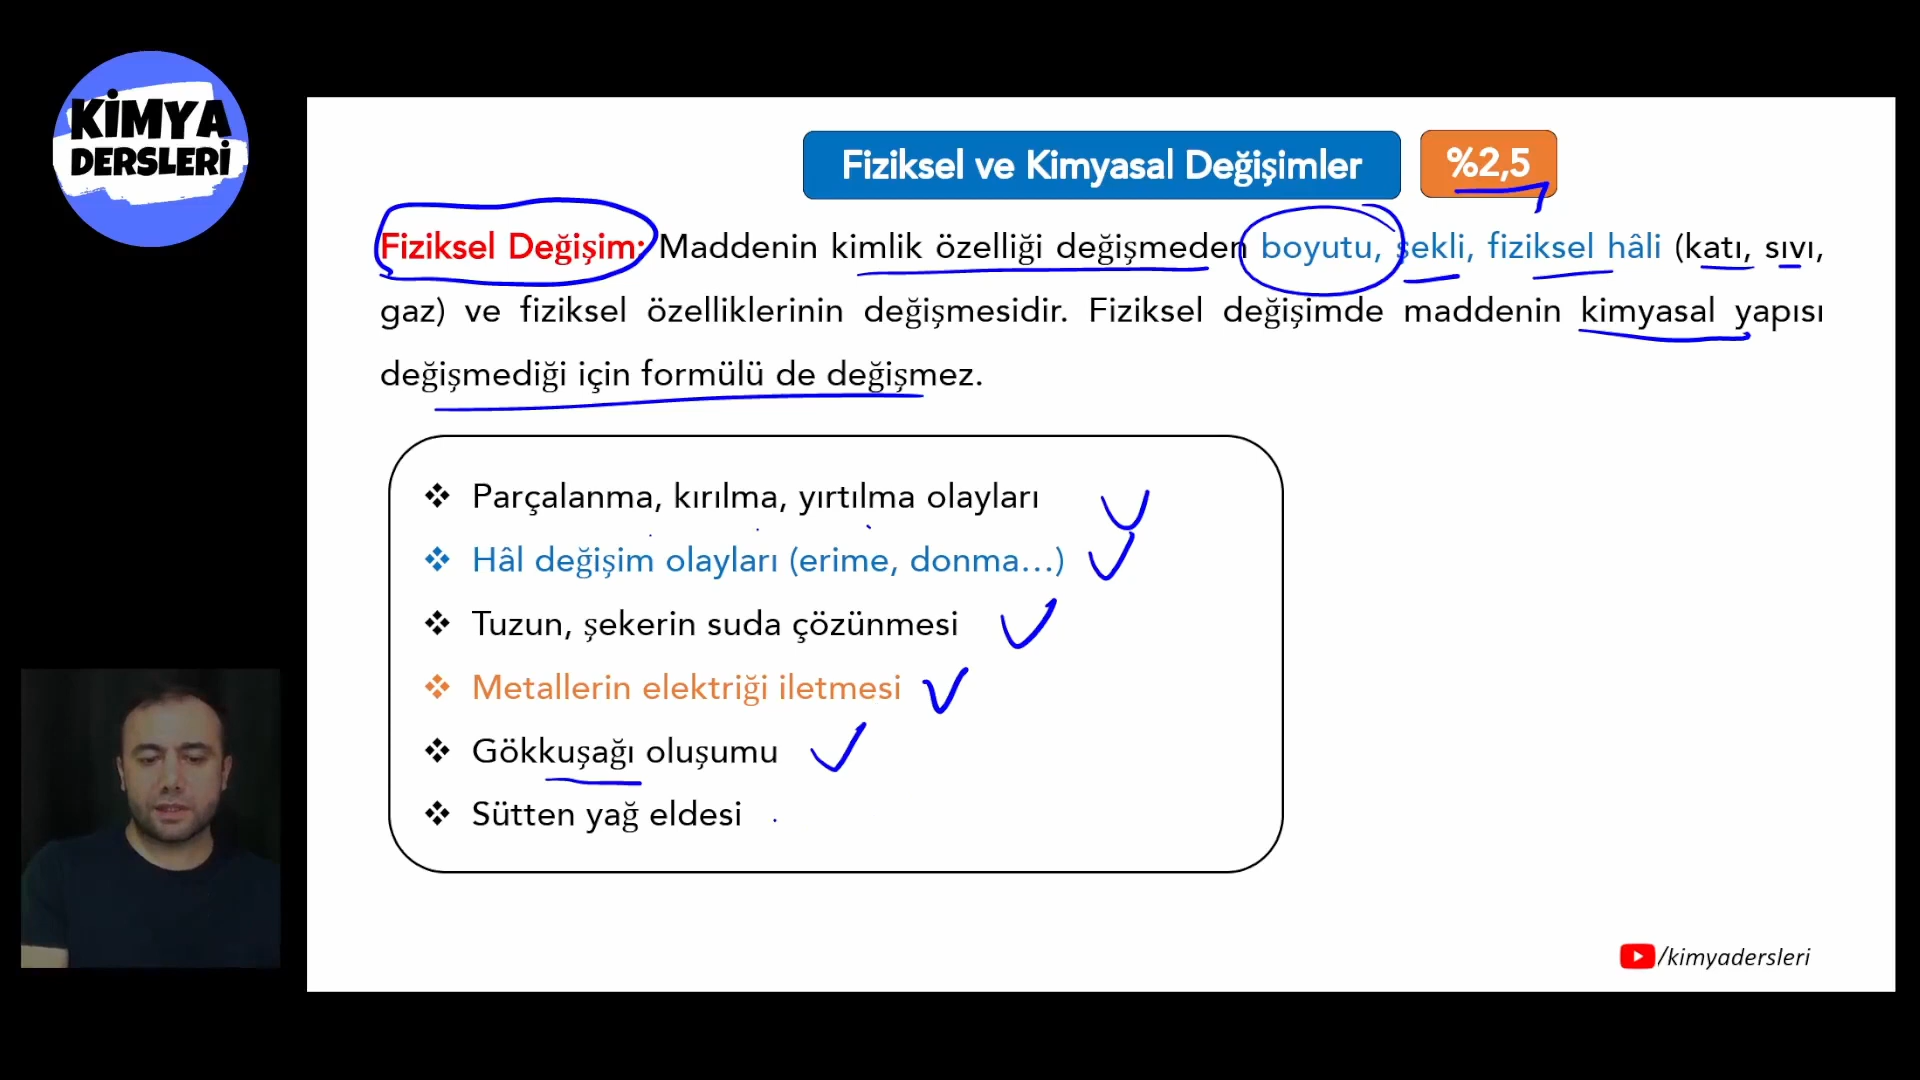 KİMYA
DERSLERİ
Fiziksel ve Kimyasal Değişimler
%2,5
Fiziksel Değişim: Maddenin kimlik özelliği değişmeden boyutu, şekli, fiziksel hâli (katı, sıvı,
gaz) ve fiziksel özelliklerinin değişmesidir. Fiziksel değişimde maddenin kimyasal yapısı
değişmediği için formülü de değişmez.
❖ Parçalanma, kırılma, yırtılma olayları
❖ Hâl değişim olayları (erime, donma...)
❖ Tuzun, şekerin suda çözünmesi
❖ Metallerin elektriği iletmesi
❖ Gökkuşağı oluşumu
❖ Sütten yağ eldesi
/kimyadersleri